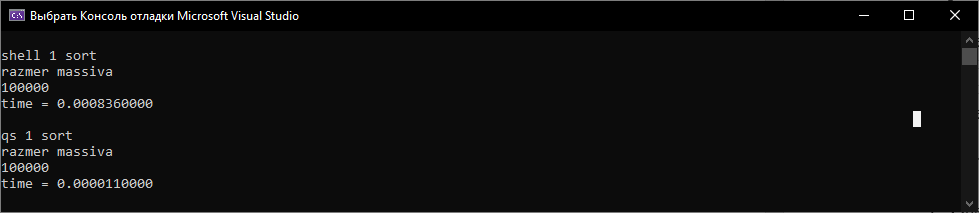 Выбрать Консоль отладки Microsoft Visual Studio
shell 1 sort
razmer massiva
100000
time = 0.0008360000
qs 1 sort
razmer massiva
100000
time = 0.0000110000